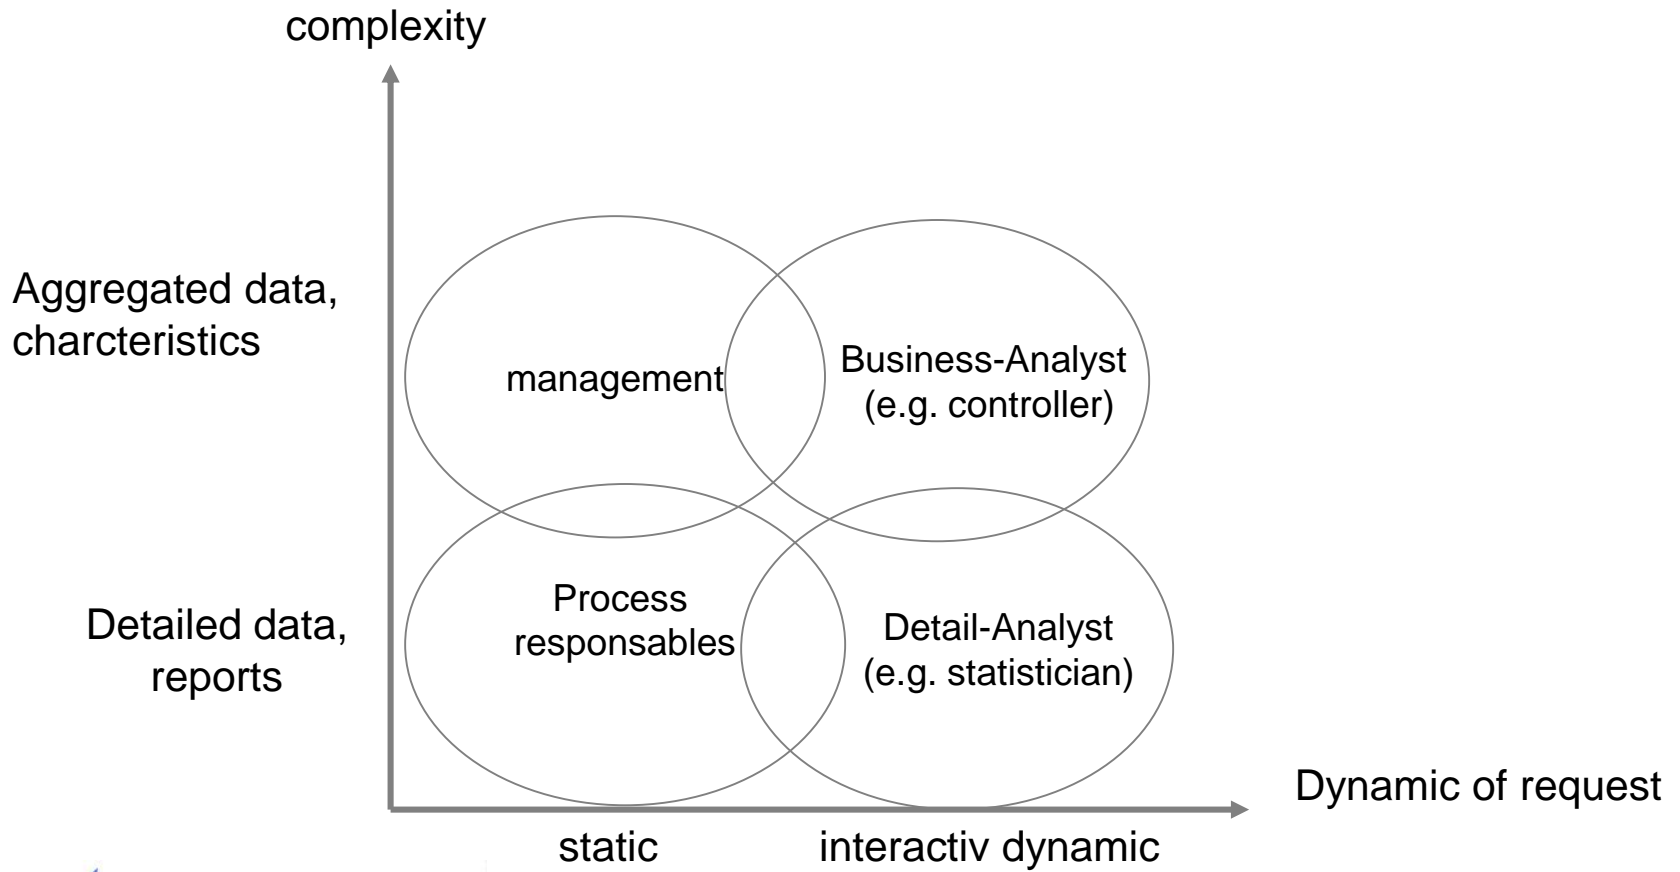 complexity
Aggregated data,
charcteristics
management
Business-Analyst
(e.g. controller)
Detailed data,
reports
Process
responsables
Detail-Analyst
(e.g. statistician)
Dynamic of request
static
interactiv dynamic